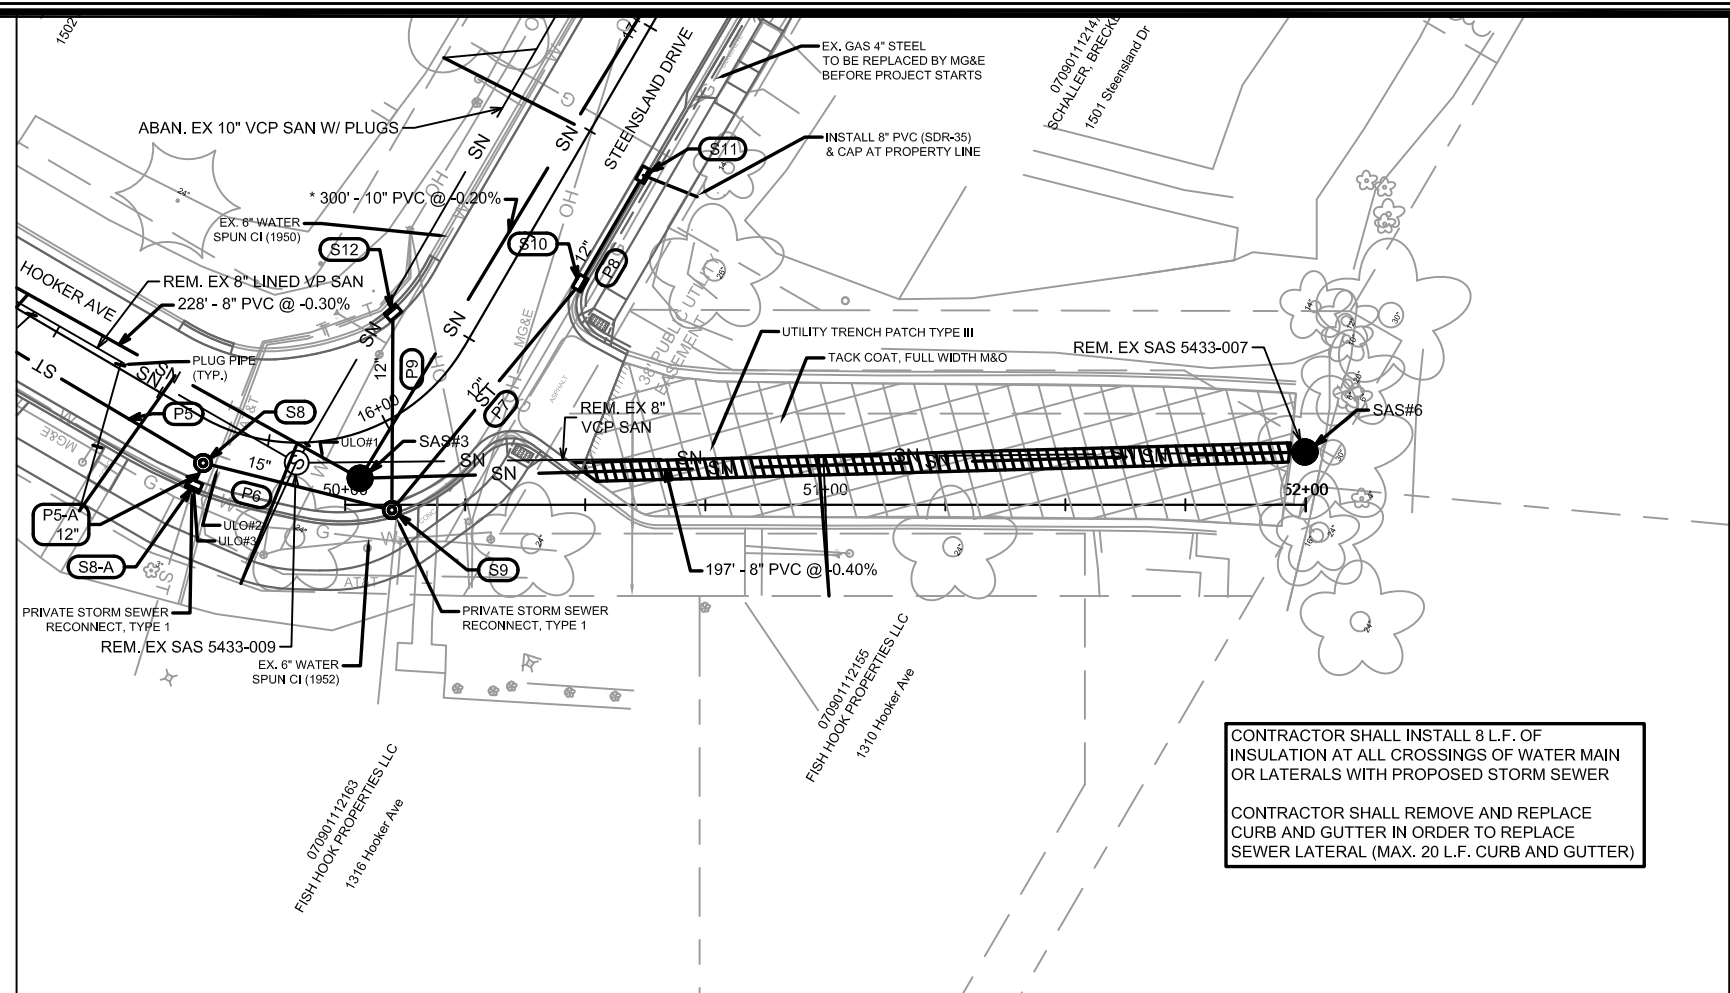 1502
EX. GAS 4" STEEL
TO BE REPLACED BY MG&E
BEFORE PROJECT STARTS
STEENSLAND DRIVE
SCHALLER, BRECKE
1501 Steensland Dr
ABAN. EX 10" VCP SAN W/ PLUGS
INSTALL 8" PVC (SDR-35)
& CAP AT PROPERTY LINE
S11
* 300' - 10" PVC @ -0.20%
EX. 6" WATER
SPUN CI (1950)
S12
S10
12"
P8
HOOKER AVE
REM. EX 8" LINED VP SAN
228' - 8" PVC @ -0.30%
38' PUBLIC UTILITY
EASEMENT
MG&E
UTILITY TRENCH PATCH TYPE III
TACK COAT, FULL WIDTH M&O
REM. EX SAS 5433-007
SAS#6
PLUG PIPE
(TYP.)
12"
P9
12"
ST
P7
ASPHALT
REM. EX 8"
VCP SAN
ST
P5
S8
16+00
AT&T
ULO#1
SAS#3
SN
SN
SN
SN
SN
MG&E
15"
S
P6
50+00
51+00
52+00
P5-A
12"
ULO#2
ULO#3
S8-A
S9
AT&T
197' - 8" PVC @ -0.40%
PRIVATE STORM SEWER
RECONNECT, TYPE 1
PRIVATE STORM SEWER
RECONNECT, TYPE 1
REM. EX SAS 5433-009
EX. 6" WATER
SPUN CI (1952)
070901112163
FISH HOOK PROPERTIES LLC
1316 Hooker Ave
070901112155
FISH HOOK PROPERTIES LLC
1310 Hooker Ave
CONTRACTOR SHALL INSTALL 8 L.F. OF
INSULATION AT ALL CROSSINGS OF WATER MAIN
OR LATERALS WITH PROPOSED STORM SEWER
CONTRACTOR SHALL REMOVE AND REPLACE
CURB AND GUTTER IN ORDER TO REPLACE
SEWER LATERAL (MAX. 20 L.F. CURB AND GUTTER)